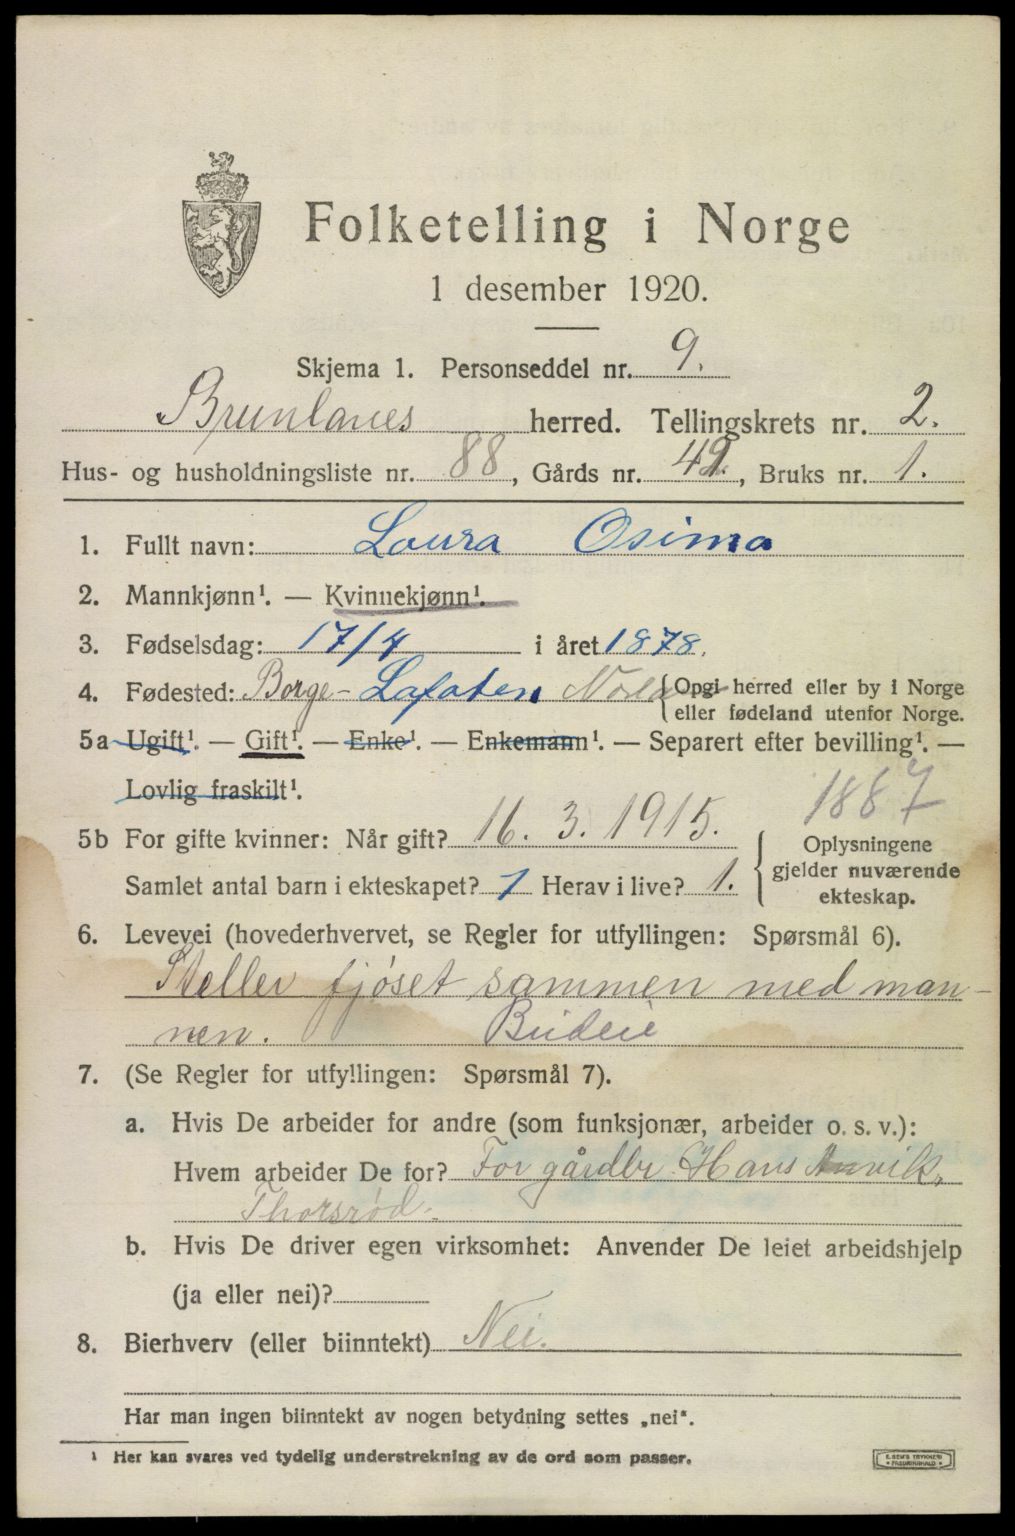 Folketelling i Norge
1 desember 1920.
Skjema 1. Personseddel nr. 9.
Brunlanes herred. Tellingskrets nr. 2.
Hus- og husholdningsliste nr. 88, Gårds nr. 42., Bruks nr. 1.
1. Fullt navn: Laura Osima
2. Mannkjønn¹. — Kvinnekjønn¹.
3. Fødselsdag: 17/4 i året 1878.
4. Fødested: Borge - Lofoten {Opgi herred eller by i Norge
eller fødeland utenfor Norge.
5a Ugift¹. — Gift¹. — Enke¹. — Enkemann¹. — Separert efter bevilling¹. —
Lovlig fraskilt¹.
1887
5b For gifte kvinner: Når gift? 16. 3. 1915.
Samlet antal barn i ekteskapet? 1 Herav i live? 1.
{Oplysningene
gjelder nuværende
ekteskap.
6. Levevei (hovederhvervet, se Regler for utfyllingen: Spørsmål 6).
Steller fjøset sammen med man-
nen. Budeie
7. (Se Regler for utfyllingen: Spørsmål 7).
a. Hvis De arbeider for andre (som funksjonær, arbeider o. s. v.):
Hvem arbeider De for? For gårdbr. Hans
Thorsrød.
b. Hvis De driver egen virksomhet: Anvender De leiet arbeidshjelp
(ja eller nei)?
8. Bierhverv (eller biinntekt) Nei.
Har man ingen biinntekt av nogen betydning settes „nei".
¹ Her kan svares ved tydelig understrekning av de ord som passer.
E. SEMS TRYKKERI
FREDRIKSHALD